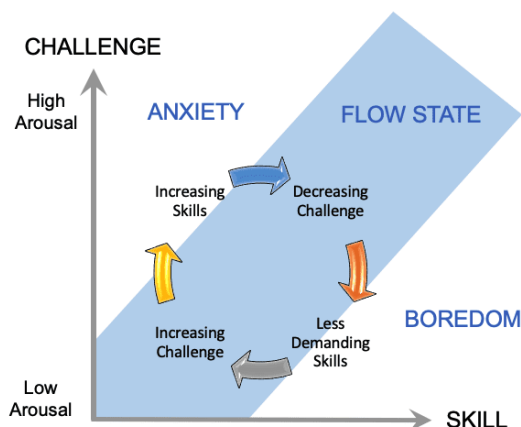 CHALLENGE
High
Arousal
ANXIETY
FLOW STATE
Increasing
Skills
Decreasing
Challenge
Increasing
Challenge
Less
Demanding
Skills
BOREDOM
Low
Arousal
SKILL